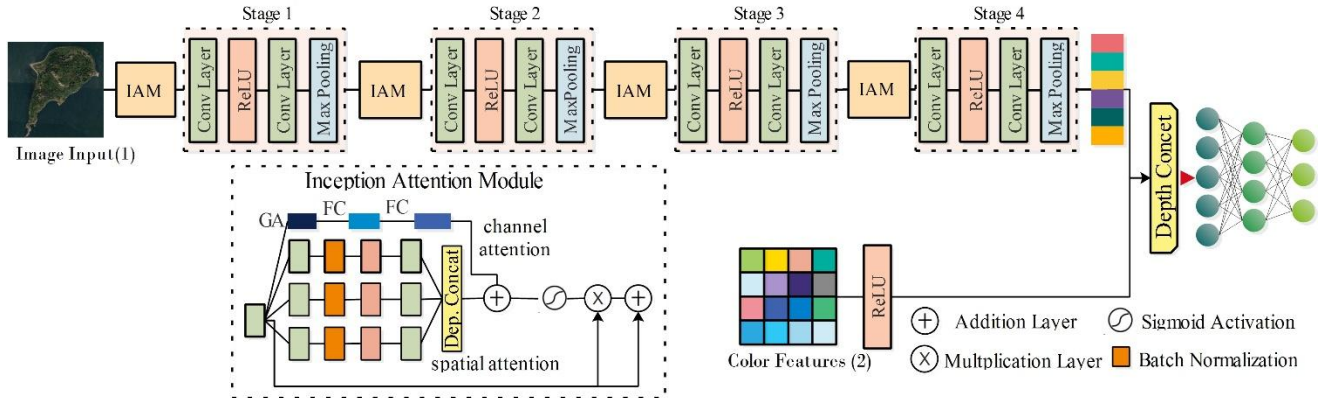 Stage 1
Stage 2
Stage 3
Stage 4
IAM
Conv Layer
ReLU
Conv Layer
Max Pooling
IAM
Conv Layer
ReLU
Conv Layer
MaxPooling
IAM
Conv Layer
ReLU
Conv Layer
Max Pooling
IAM
Conv Layer
ReLU
Conv Layer
Max Pooling
Image Input(1)
Depth Concet
Inception Attention Module
GA
FC
FC
channel
attention
Dep. Concat
spatial attention
ReLU
Color Features (2)
Addition Layer
Sigmoid Activation
X
Multplication Layer
Batch Normalization